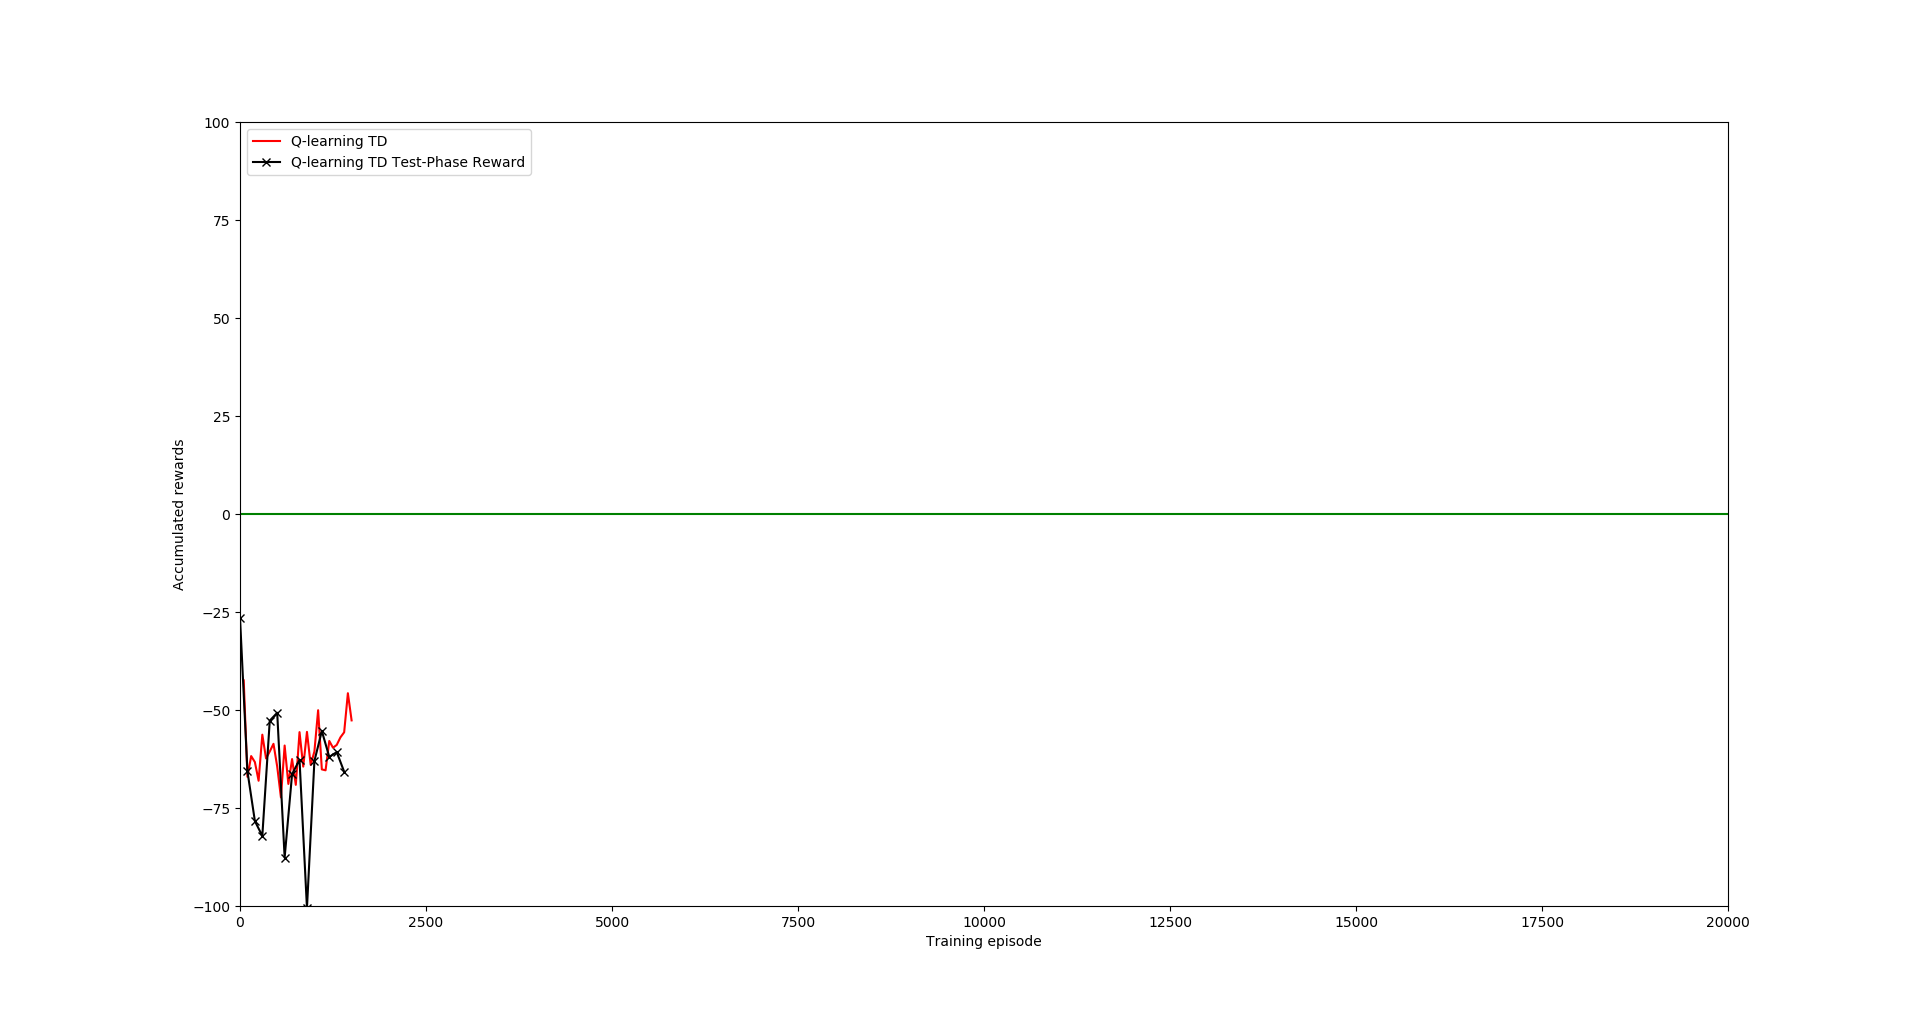 Q-learning TD
Q-learning TD Test-Phase Reward
100
75
50
25
0
−25
−50
−75
−100
Accumulated rewards
0 2500 5000 7500 10000 12500 15000 17500 20000
Training episode